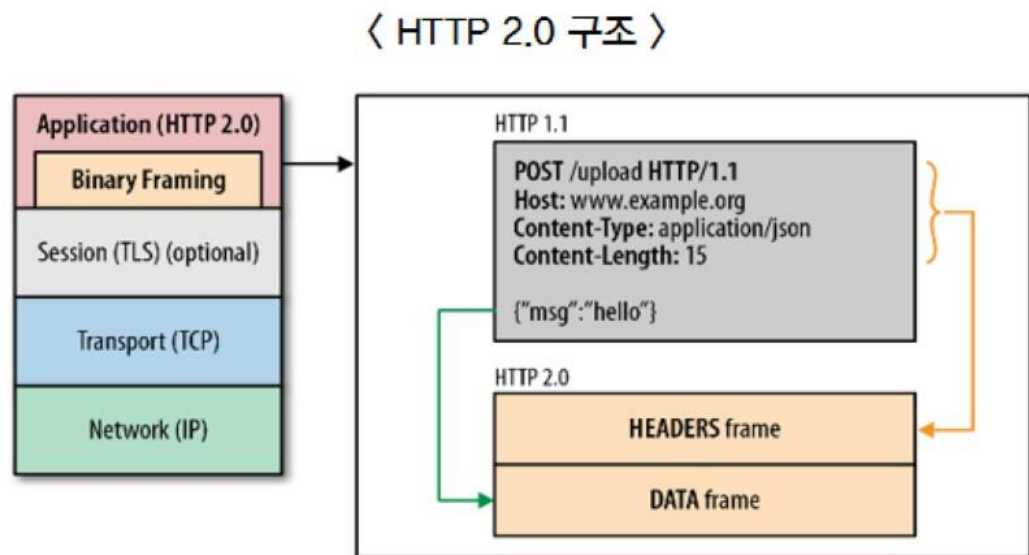 < HTTP 2.0 구조 >
Application (HTTP 2.0)
Binary Framing
Session (TLS) (optional)
Transport (TCP)
Network (IP)
HTTP 1.1
POST /upload HTTP/1.1
Host: www.example.org
Content-Type: application/json
Content-Length: 15
{"msg":"hello"}
HTTP 2.0
HEADERS frame
DATA frame